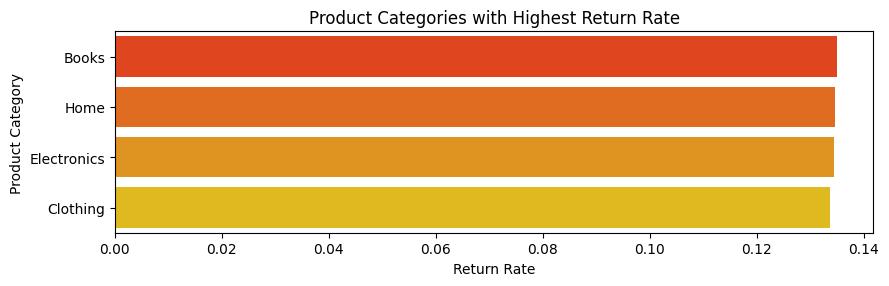 Product Categories with Highest Return Rate
Product Category
Books
Home
Electronics
Clothing
0.00 0.02 0.04 0.06 0.08 0.10 0.12 0.14
Return Rate